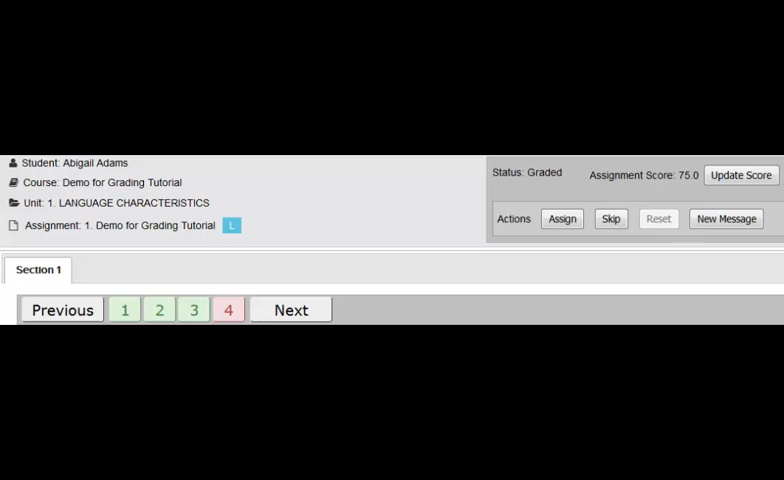 Student: Abigail Adams
Course: Demo for Grading Tutorial
Unit: 1. LANGUAGE CHARACTERISTICS
Assignment: 1. Demo for Grading Tutorial L
Status: Graded Assignment Score: 75.0 Update Score
Actions Assign Skip Reset New Message
Section 1
Previous 1 2 3 4 Next